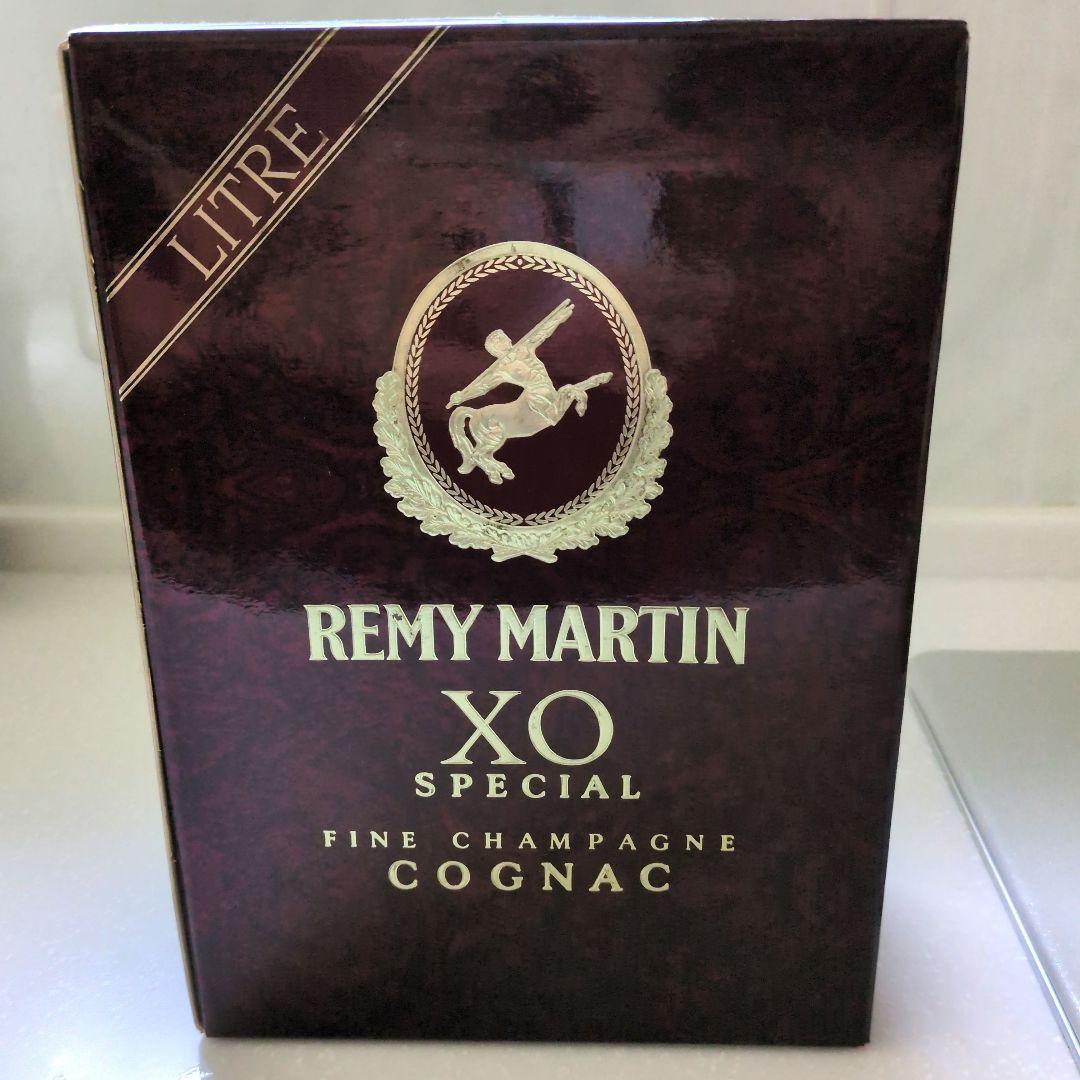 LITRE
REMY MARTIN
XO
SPECIAL
FINE CHAMPAGNE
COGNAC